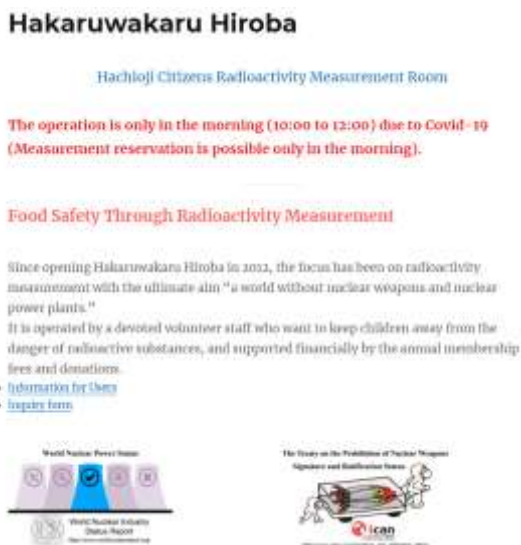 Hakaruwakaru Hiroba
Hachioji Citizens Radioactivity Measurement Room
The operation is only in the morning (10:00 to 12:00) due to Covid-19
(Measurement reservation is possible only in the morning).
Food Safety Through Radioactivity Measurement
Since opening Hakaruwakaru Hiroba in 2012, the focus has been on radioactivity
measurement with the ultimate aim “a world without nuclear weapons and nuclear
power plants.”
It is operated by a devoted volunteer staff who want to keep children away from the
danger of radioactive substances, and supported financially by the annual membership
fees and donations.
Information for Users
Inquiry form
World Nuclear Power Status
The Treaty on the Prohibition of Nuclear Weapons
Signature and Ratification Status
World Nuclear Industry
Status Report
ican